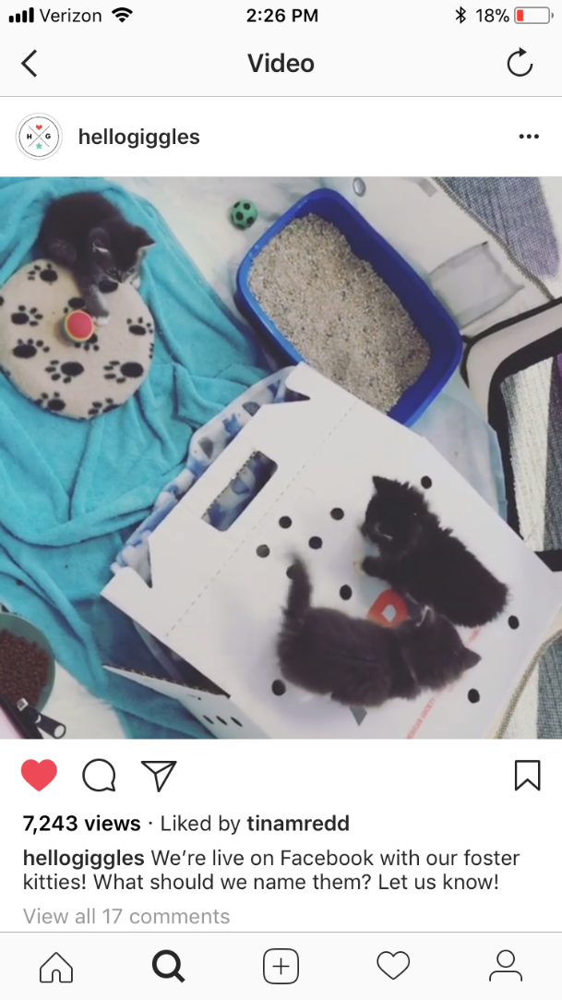 Verizon 2:26 PM 18%
Video
H G
hellogiggles
7,243 views · Liked by tinamredd
hellogiggles We’re live on Facebook with our foster
kitties! What should we name them? Let us know!
View all 17 comments